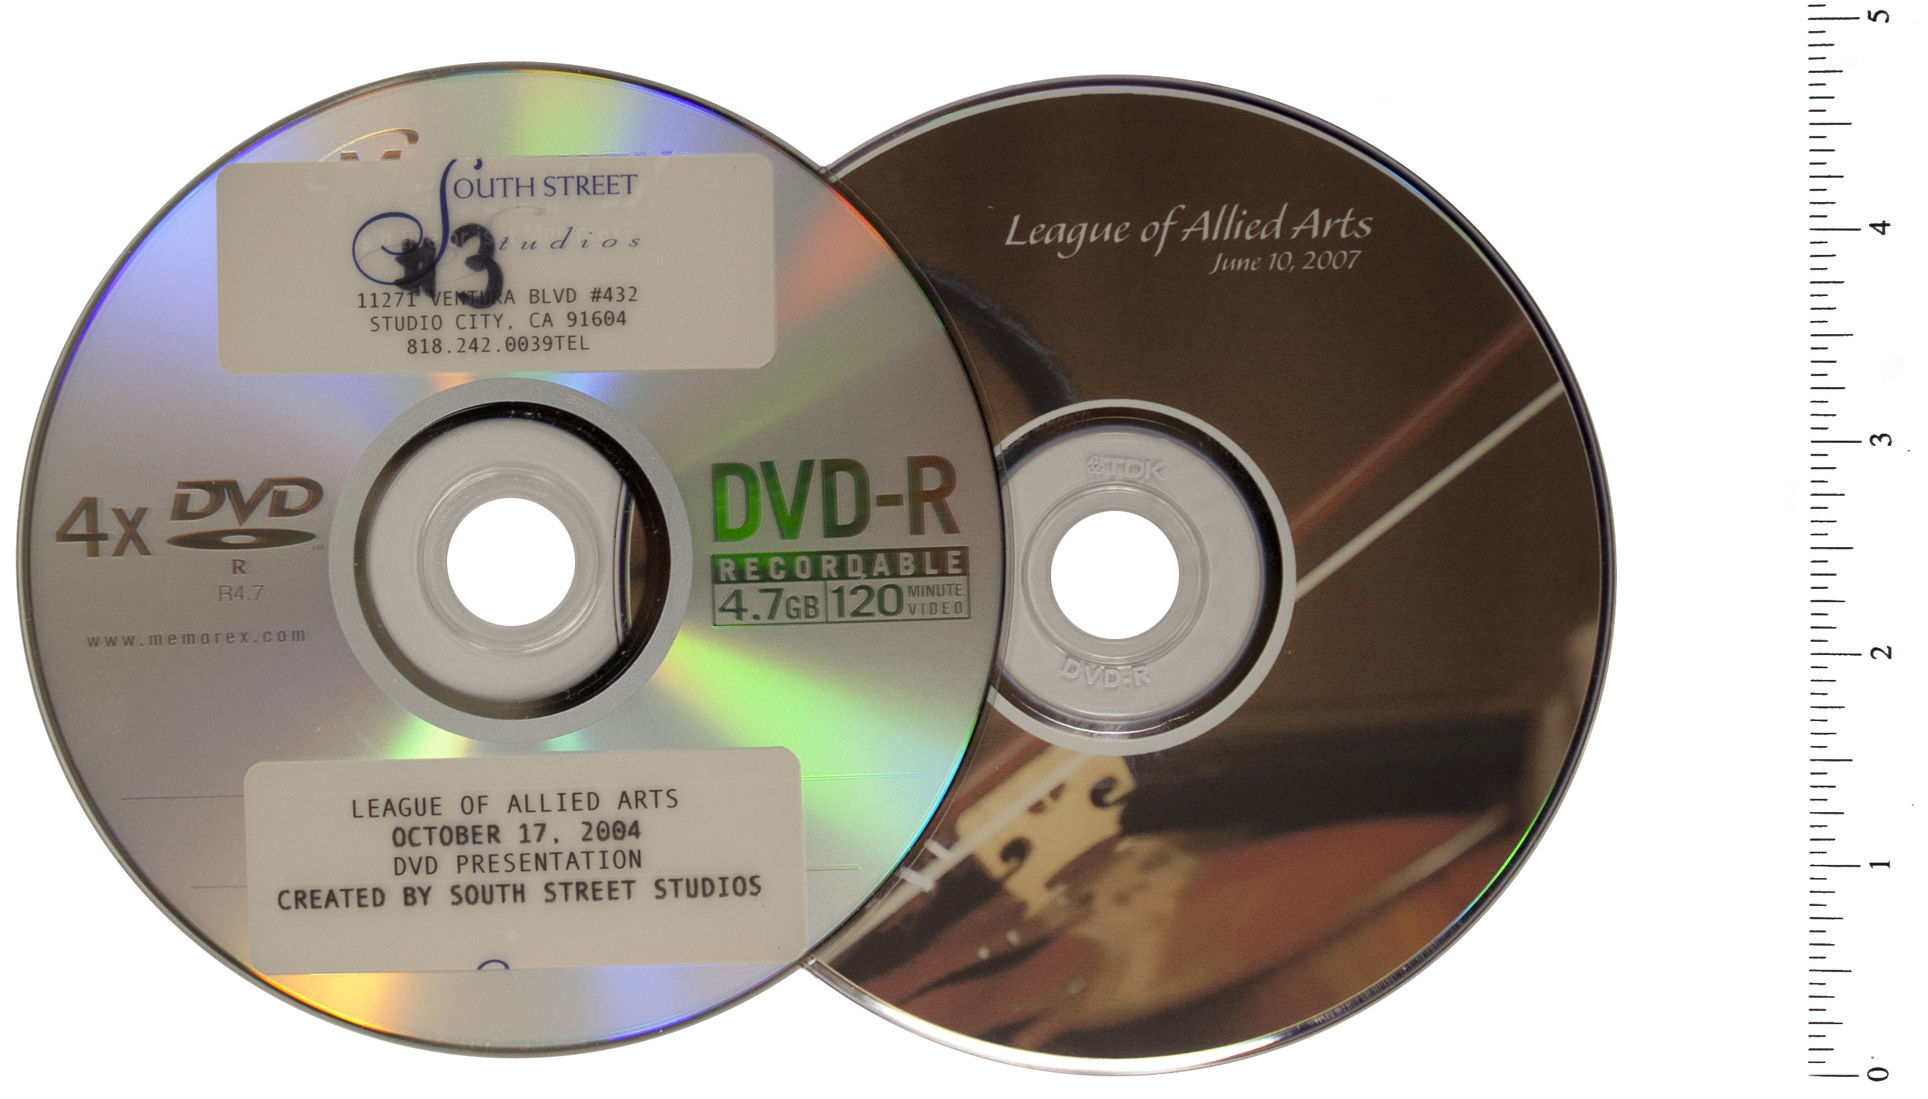 SOUTH STREET
Studios
#3
11271 VENTURA BLVD #432
STUDIO CITY, CA 91604
818.242.0039TEL
4x DVD
R
R4.7
www.memorex.com
DVD-R
RECORDABLE
4.7GB 120 MINUTE VIDEO
LEAGUE OF ALLIED ARTS
OCTOBER 17, 2004
DVD PRESENTATION
CREATED BY SOUTH STREET STUDIOS
League of Allied Arts
June 10, 2007
TDK
DVD-R
5
4
3
2
1
0